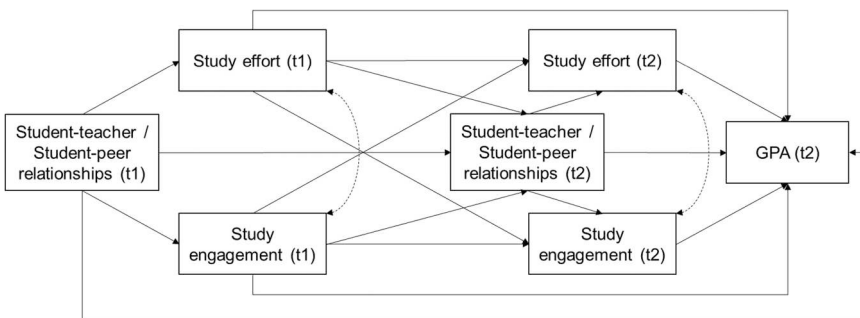 Study effort (t1)
Study effort (t2)
Student-teacher /
Student-peer
relationships (t1)
Student-teacher /
Student-peer
relationships (t2)
GPA (t2)
Study
engagement (t1)
Study
engagement (t2)